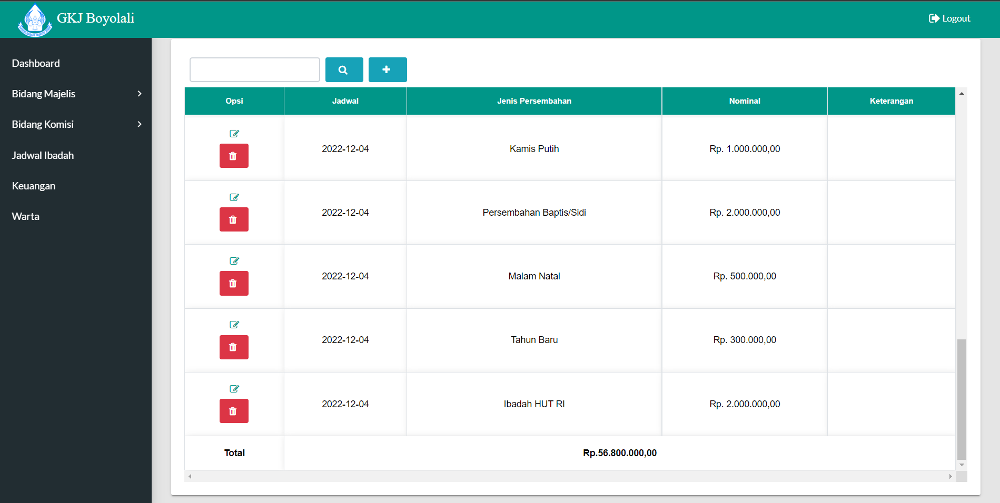 GKJ Boyolali
Logout
Dashboard
Bidang Majelis
Bidang Komisi
Jadwal Ibadah
Keuangan
Warta
Opsi Jadwal Jenis Persembahan Nominal Keterangan
2022-12-04 Kamis Putih Rp. 1.000.000,00
2022-12-04 Persembahan Baptis/Sidi Rp. 2.000.000,00
2022-12-04 Malam Natal Rp. 500.000,00
2022-12-04 Tahun Baru Rp. 300.000,00
2022-12-04 Ibadah HUT RI Rp. 2.000.000,00
Total Rp.56.800.000,00